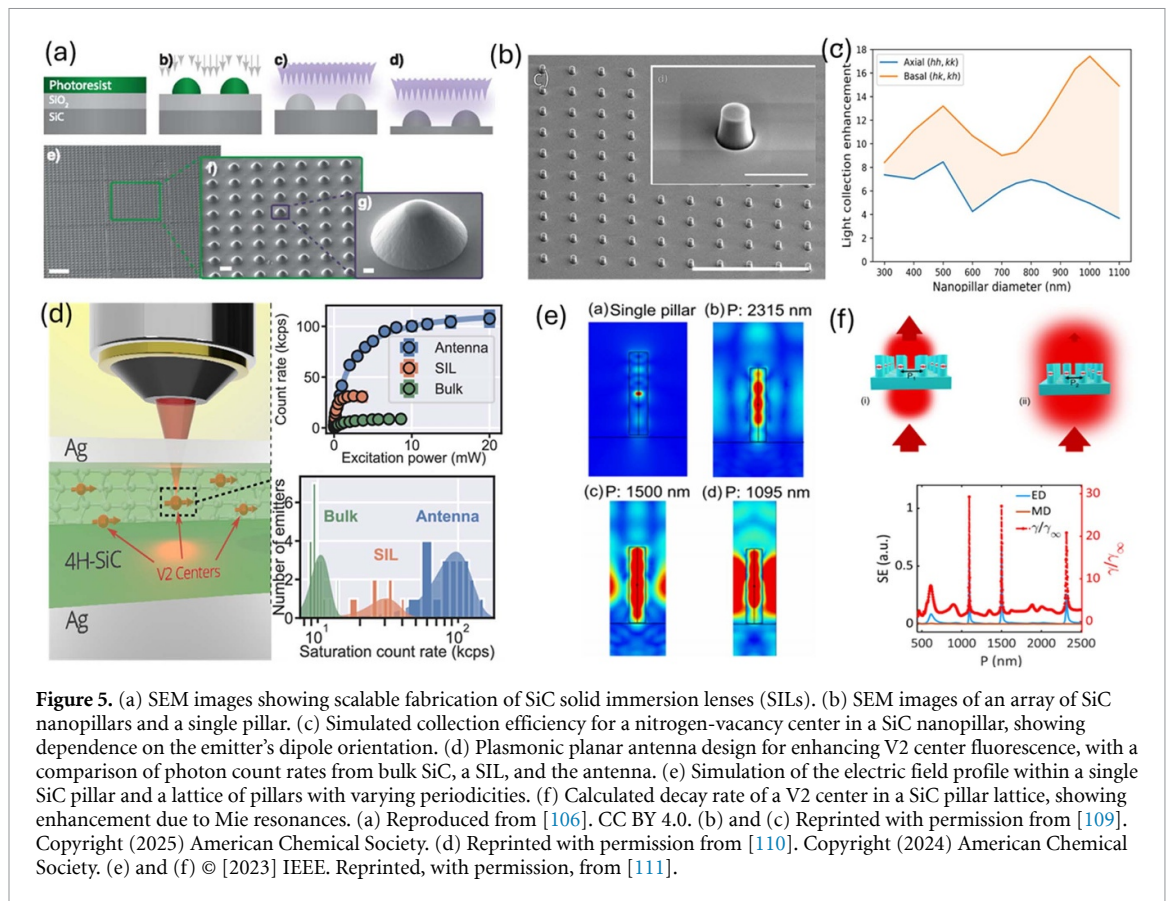 (a)
b)
c)
d)
Photoresist
SiO₂
SiC
e)
f)
g)
(b)
(c)
Light collection enhancement
18
16
14
12
10
8
6
4
2
0
Axial (hh, kk)
Basal (hk, kh)
300 400 500 600 700 800 900 1000 1100
Nanopillar diameter (nm)
(d)
Ag
4H-SiC
V2 Centers
Ag
Count rate (kcps)
100
50
0
Antenna
SIL
Bulk
0 10 20
Excitation power (mW)
Number of emitters
6
4
2
0
Bulk
SIL
Antenna
10¹ 10²
Saturation count rate (kcps)
(e)
(a) Single pillar
(b) P: 2315 nm
(c) P: 1500 nm
(d) P: 1095 nm
(f)
(i)
(ii)
SE (a.u.)
1
0.5
0
ED
MD
γ/γ∞
30
20
10
0
γ/γ∞
500 1000 1500 2000 2500
P (nm)
Figure 5. (a) SEM images showing scalable fabrication of SiC solid immersion lenses (SILs). (b) SEM images of an array of SiC
nanopillars and a single pillar. (c) Simulated collection efficiency for a nitrogen-vacancy center in a SiC nanopillar, showing
dependence on the emitter's dipole orientation. (d) Plasmonic planar antenna design for enhancing V2 center fluorescence, with a
comparison of photon count rates from bulk SiC, a SIL, and the antenna. (e) Simulation of the electric field profile within a single
SiC pillar and a lattice of pillars with varying periodicities. (f) Calculated decay rate of a V2 center in a SiC pillar lattice, showing
enhancement due to Mie resonances. (a) Reproduced from [106]. CC BY 4.0. (b) and (c) Reprinted with permission from [109].
Copyright (2025) American Chemical Society. (d) Reprinted with permission from [110]. Copyright (2024) American Chemical
Society. (e) and (f) © [2023] IEEE. Reprinted, with permission, from [111].